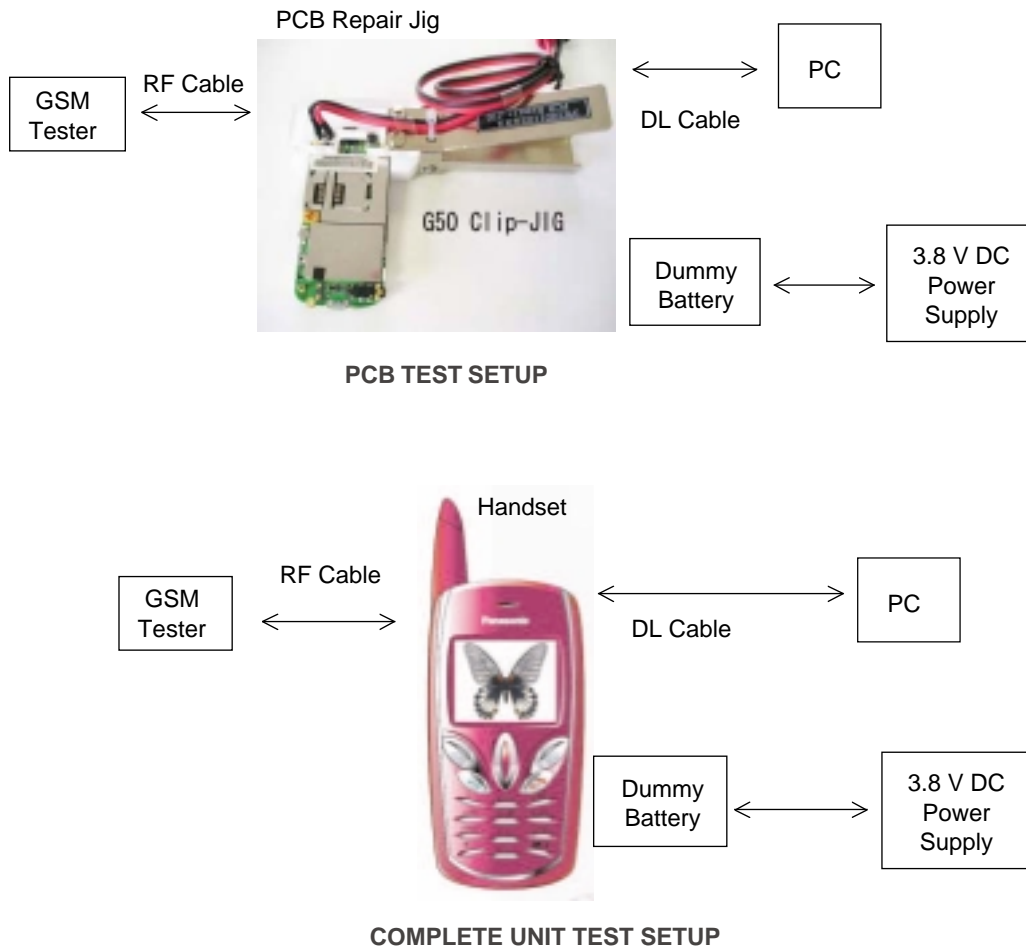 PCB Repair Jig
RF Cable
GSM
Tester
PC
DL Cable
G50 Clip-JIG
Dummy
Battery
3.8 V DC
Power
Supply
PCB TEST SETUP
Handset
RF Cable
GSM
Tester
Panasonic
PC
DL Cable
Dummy
Battery
3.8 V DC
Power
Supply
COMPLETE UNIT TEST SETUP